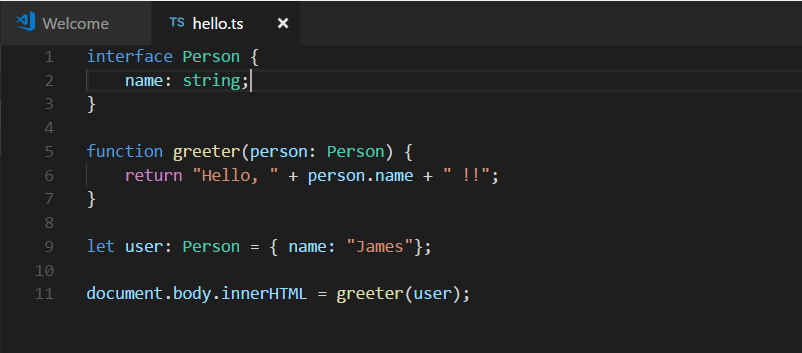 Welcome
TS hello.ts ×
1 interface Person {
2     name: string;
3 }
4
5 function greeter(person: Person) {
6     return "Hello, " + person.name + " !!";
7 }
8
9 let user: Person = { name: "James"};
10
11 document.body.innerHTML = greeter(user);